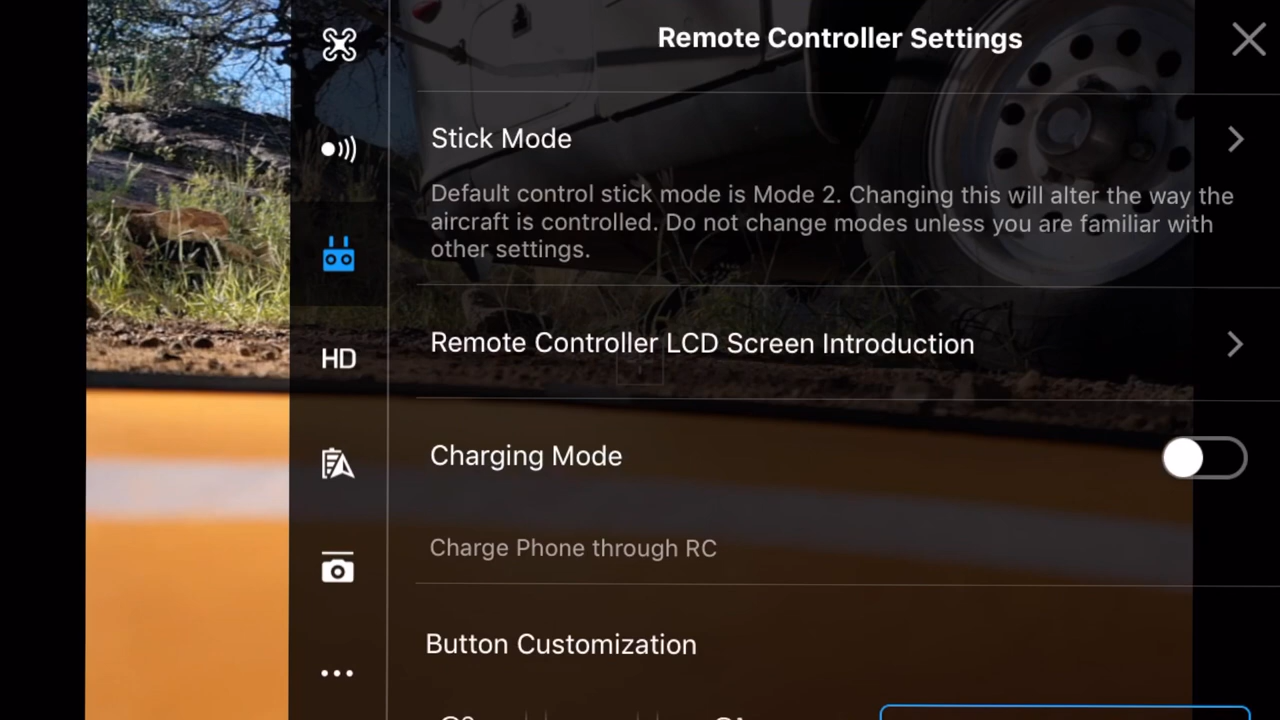 Remote Controller Settings
Stick Mode
Default control stick mode is Mode 2. Changing this will alter the way the
aircraft is controlled. Do not change modes unless you are familiar with
other settings.
HD
Remote Controller LCD Screen Introduction
Charging Mode
Charge Phone through RC
Button Customization